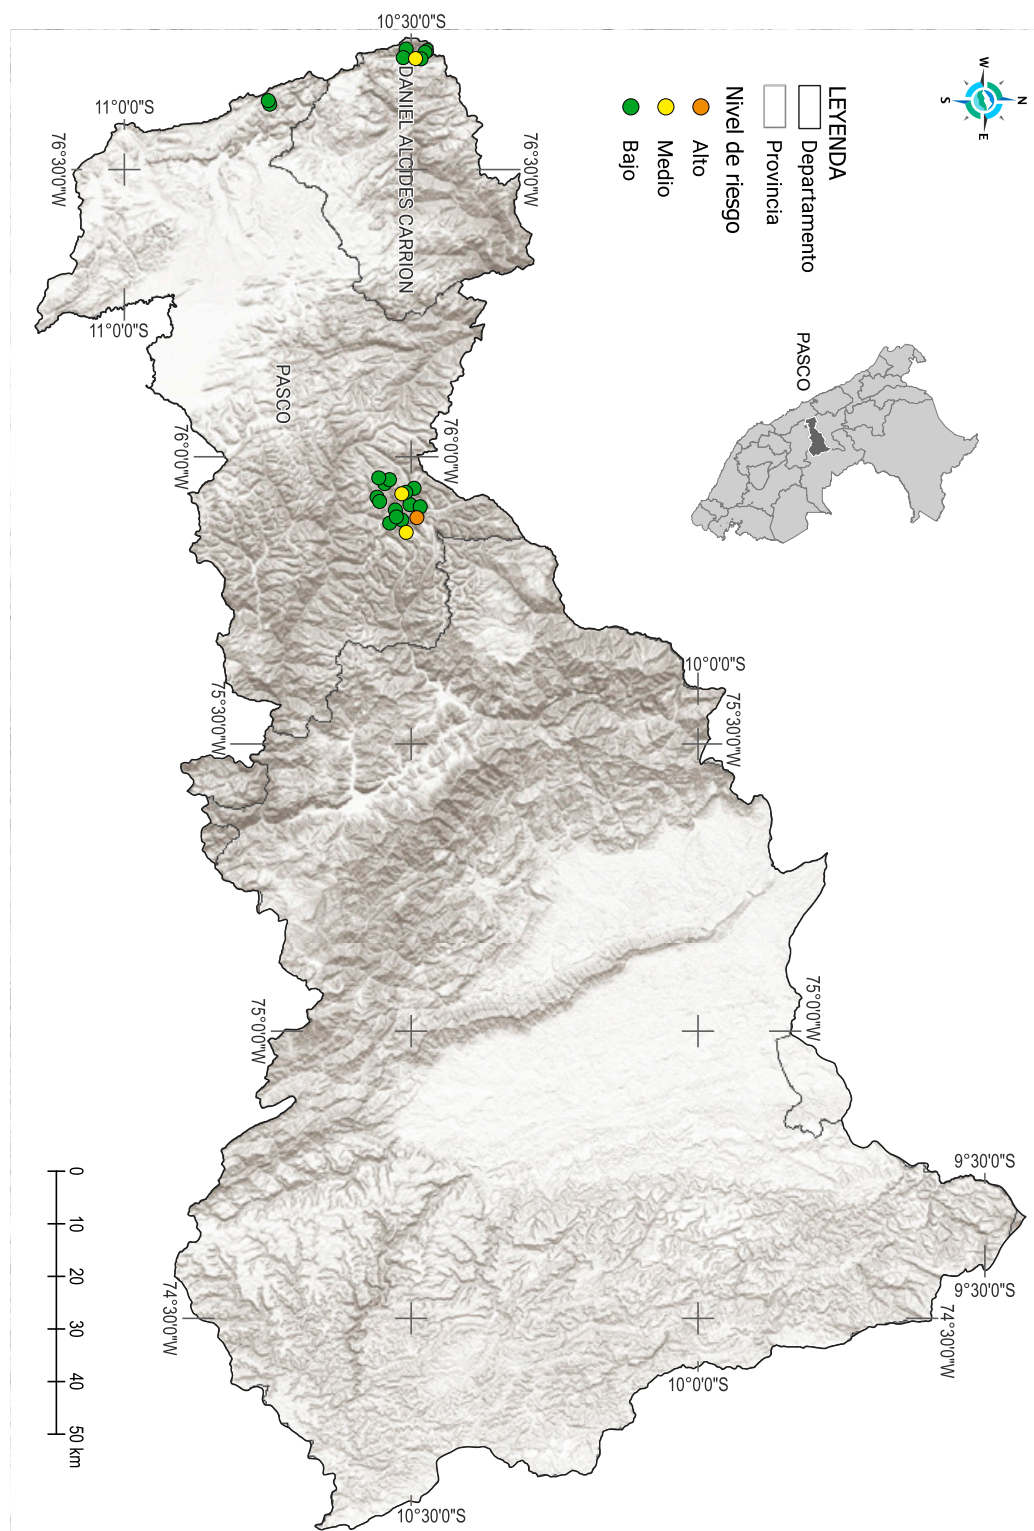 N
W
E
S
LEYENDA
Departamento
Provincia
Nivel de riesgo
Alto
Medio
Bajo
PASCO
10°30'0"S
11°0'0"S
76°30'0"W
76°30'0"W
DANIEL ALCIDES CARRION
11°0'0"S
PASCO
76°0'0"W
76°0'0"W
10°0'0"S
75°30'0"W
75°30'0"W
75°0'0"W
75°0'0"W
9°30'0"S
9°30'0"S
74°30'0"W
74°30'0"W
10°0'0"S
10°30'0"S
0 10 20 30 40 50 km